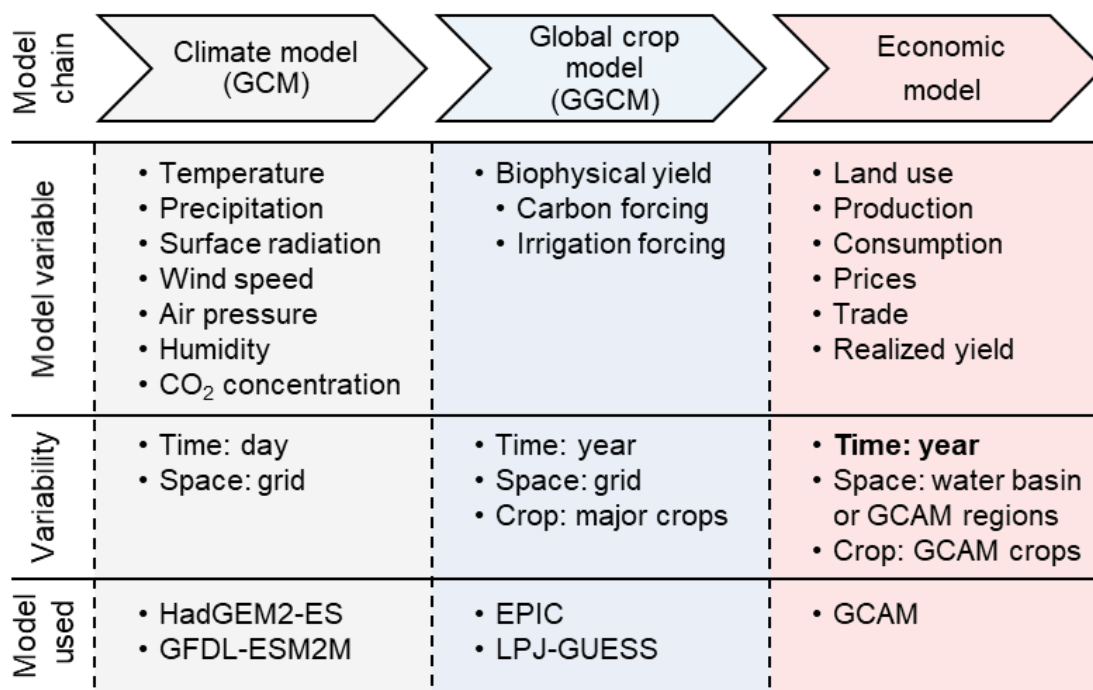 Model
chain
Climate model
(GCM)
Global crop
model
(GGCM)
Economic
model
Model variable
• Temperature
• Precipitation
• Surface radiation
• Wind speed
• Air pressure
• Humidity
• CO₂ concentration
• Biophysical yield
• Carbon forcing
• Irrigation forcing
• Land use
• Production
• Consumption
• Prices
• Trade
• Realized yield
Variability
• Time: day
• Space: grid
• Time: year
• Space: grid
• Crop: major crops
• Time: year
• Space: water basin
or GCAM regions
• Crop: GCAM crops
Model
used
• HadGEM2-ES
• GFDL-ESM2M
• EPIC
• LPJ-GUESS
• GCAM